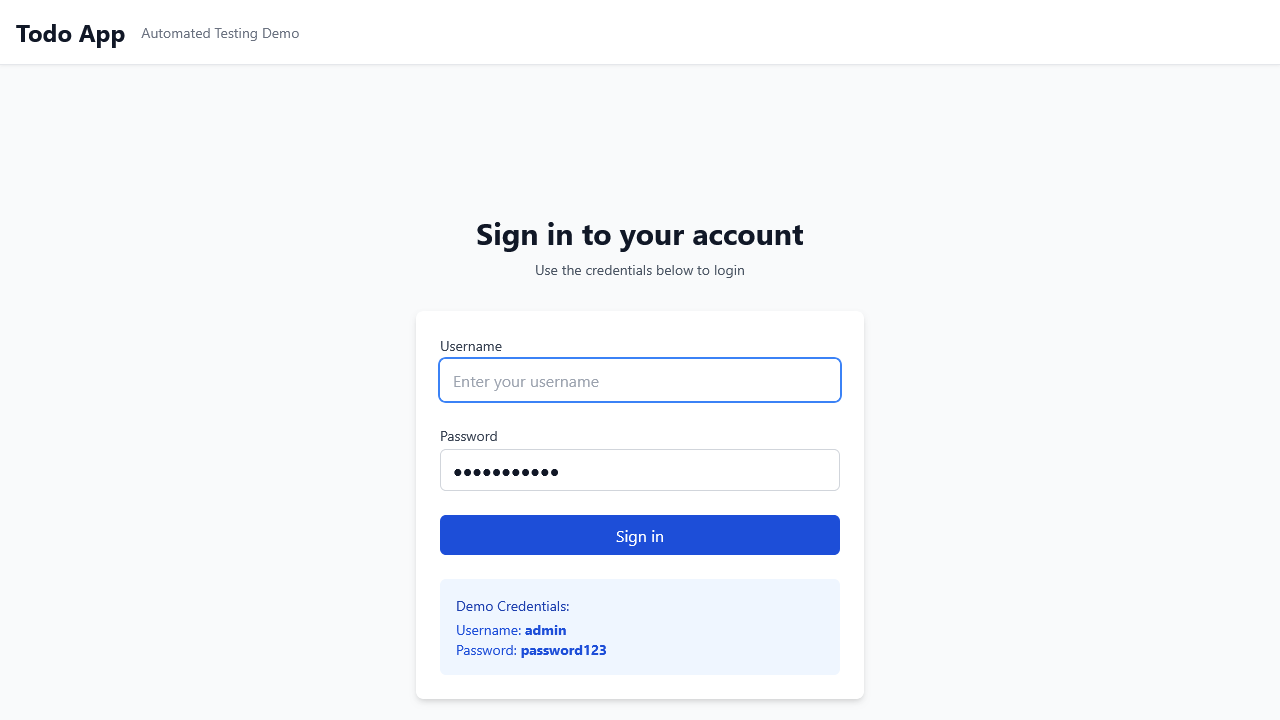 Todo App
Automated Testing Demo
Sign in to your account
Use the credentials below to login
Username
Enter your username
Password
●●●●●●●●●●●
Sign in
Demo Credentials:
Username: admin
Password: password123